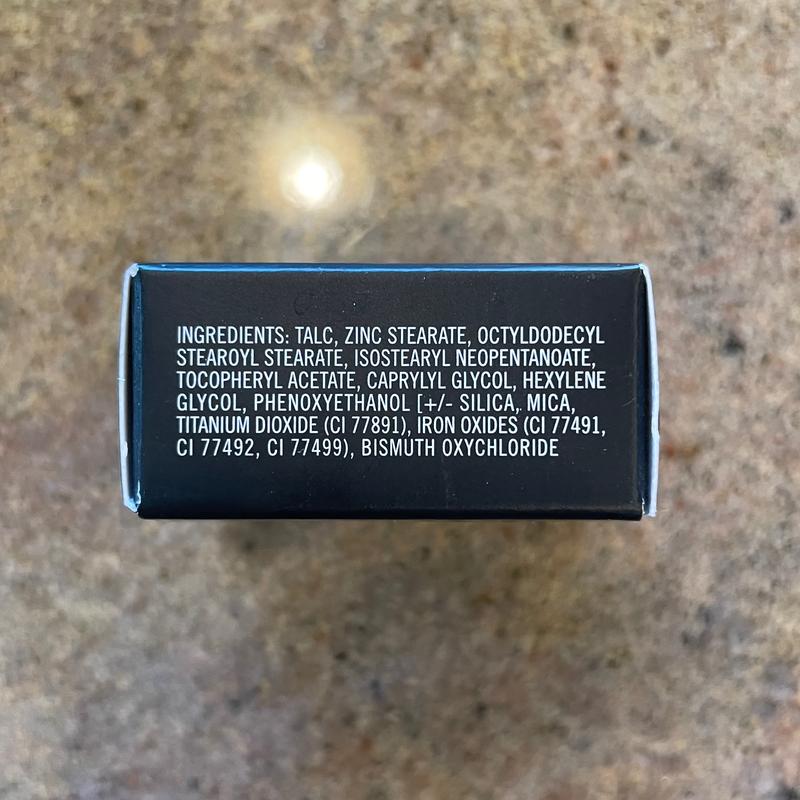 INGREDIENTS: TALC, ZINC STEARATE, OCTYLDODECYL
STEAROYL STEARATE, ISOSTEARYL NEOPENTANOATE,
TOCOPHERYL ACETATE, CAPRYLYL GLYCOL, HEXYLENE
GLYCOL, PHENOXYETHANOL [+/- SILICA, MICA,
TITANIUM DIOXIDE (CI 77891), IRON OXIDES (CI 77491,
CI 77492, CI 77499), BISMUTH OXYCHLORIDE